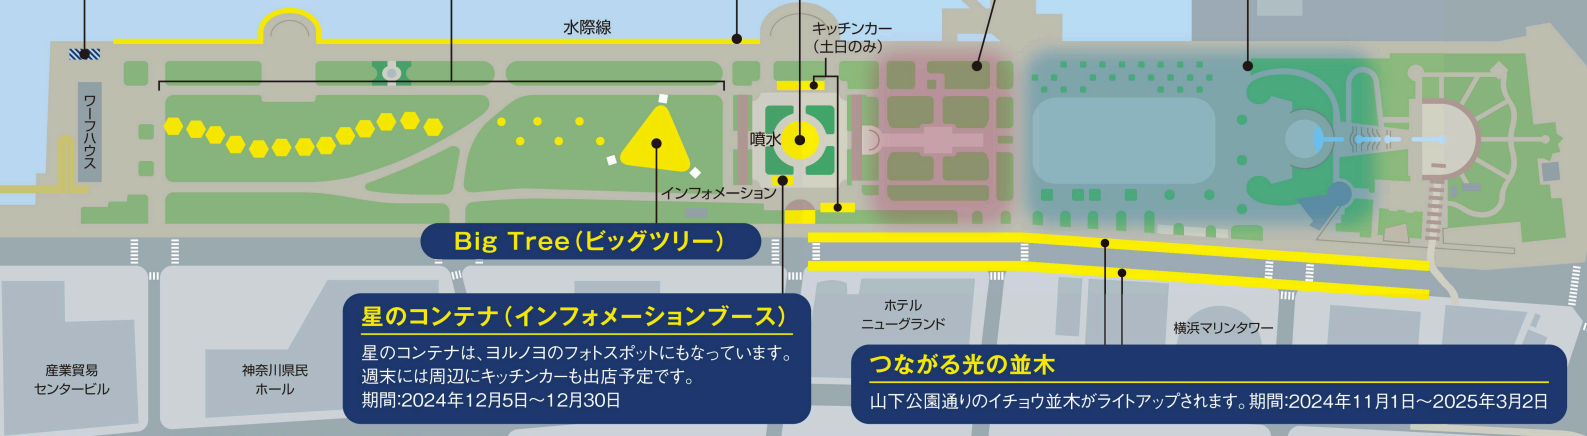 水際線
キッチンカー
（土日のみ）
ワーフハウス
噴水
インフォメーション
Big Tree（ビッグツリー）
星のコンテナ（インフォメーションブース）
星のコンテナは、ヨルノヨのフォトスポットにもなっています。
週末には周辺にキッチンカーも出店予定です。
期間：2024年12月5日～12月30日
ホテル
ニューグランド
横浜マリンタワー
産業貿易
センタービル
神奈川県民
ホール
つながる光の並木
山下公園通りのイチョウ並木がライトアップされます。期間：2024年11月1日～2025年3月2日